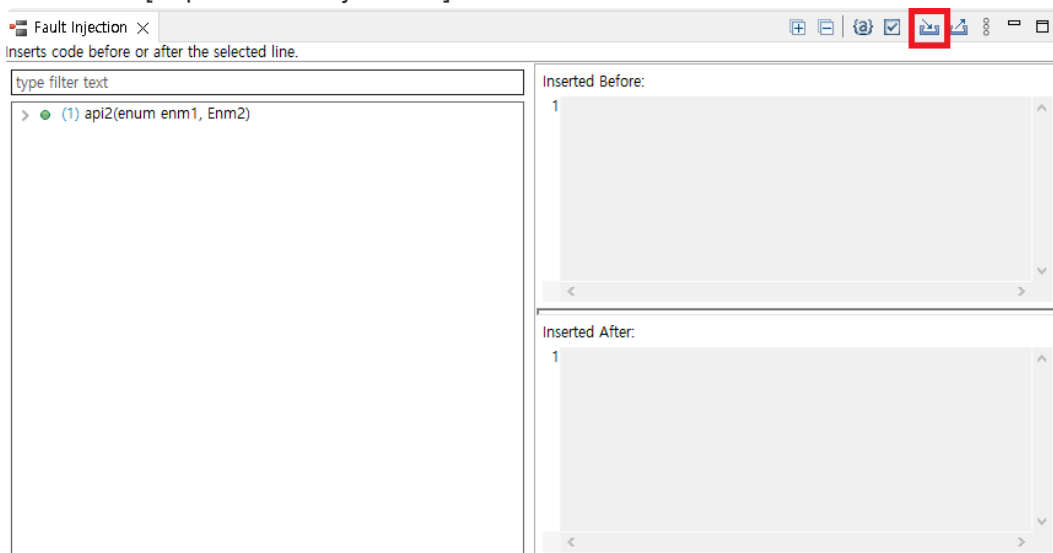 Fault Injection
Inserts code before or after the selected line.
type filter text
(1) api2(enum enm1, Enm2)
Inserted Before:
1
Inserted After:
1